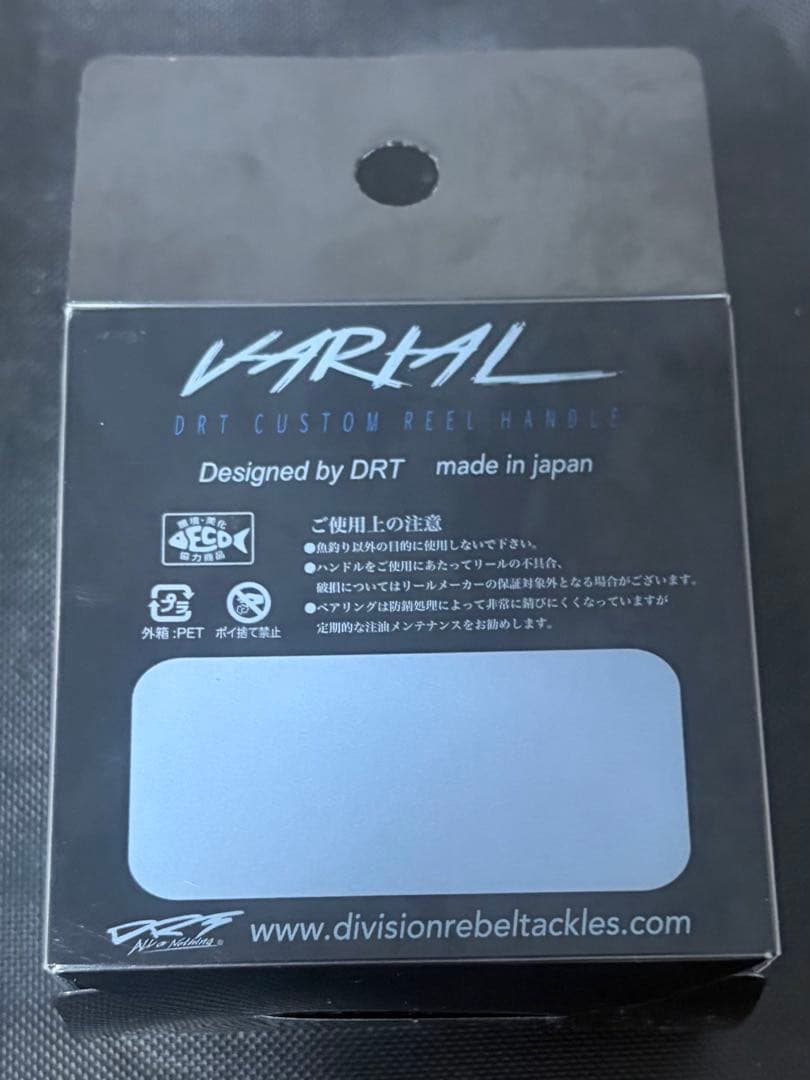 VARIAL
DRT CUSTOM REEL HANDLE
Designed by DRT made in japan
環境・美化
ECO
協力商品
プラ
外箱:PET ポイ捨て禁止
ご使用上の注意
●魚釣り以外の目的に使用しないで下さい。
●ハンドルをご使用にあたってリールの不具合、
破損についてはリールメーカーの保証対象外となる場合がございます。
●ベアリングは防錆処理によって非常に錆びにくくなっていますが
定期的な注油メンテナンスをお勧めします。
DRT
All or Nothing ®
www.divisionrebeltackles.com